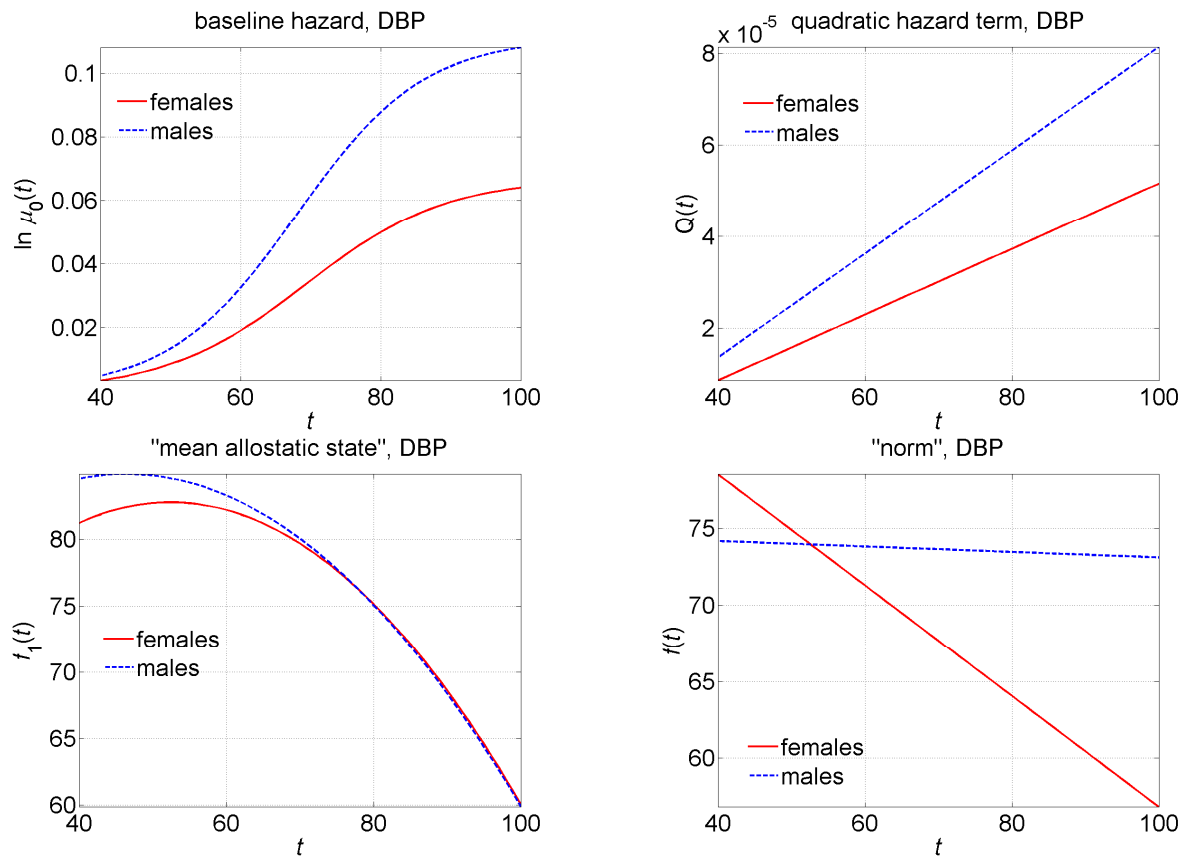 baseline hazard, DBP
ln μ0(t)
0.1
0.08
0.06
0.04
0.02
females
males
40 60 80 100
t
quadratic hazard term, DBP
x 10-5
Q(t)
8
6
4
2
females
males
40 60 80 100
t
"mean allostatic state", DBP
f1(t)
80
75
70
65
60
females
males
40 60 80 100
t
"norm", DBP
f(t)
75
70
65
60
females
males
40 60 80 100
t